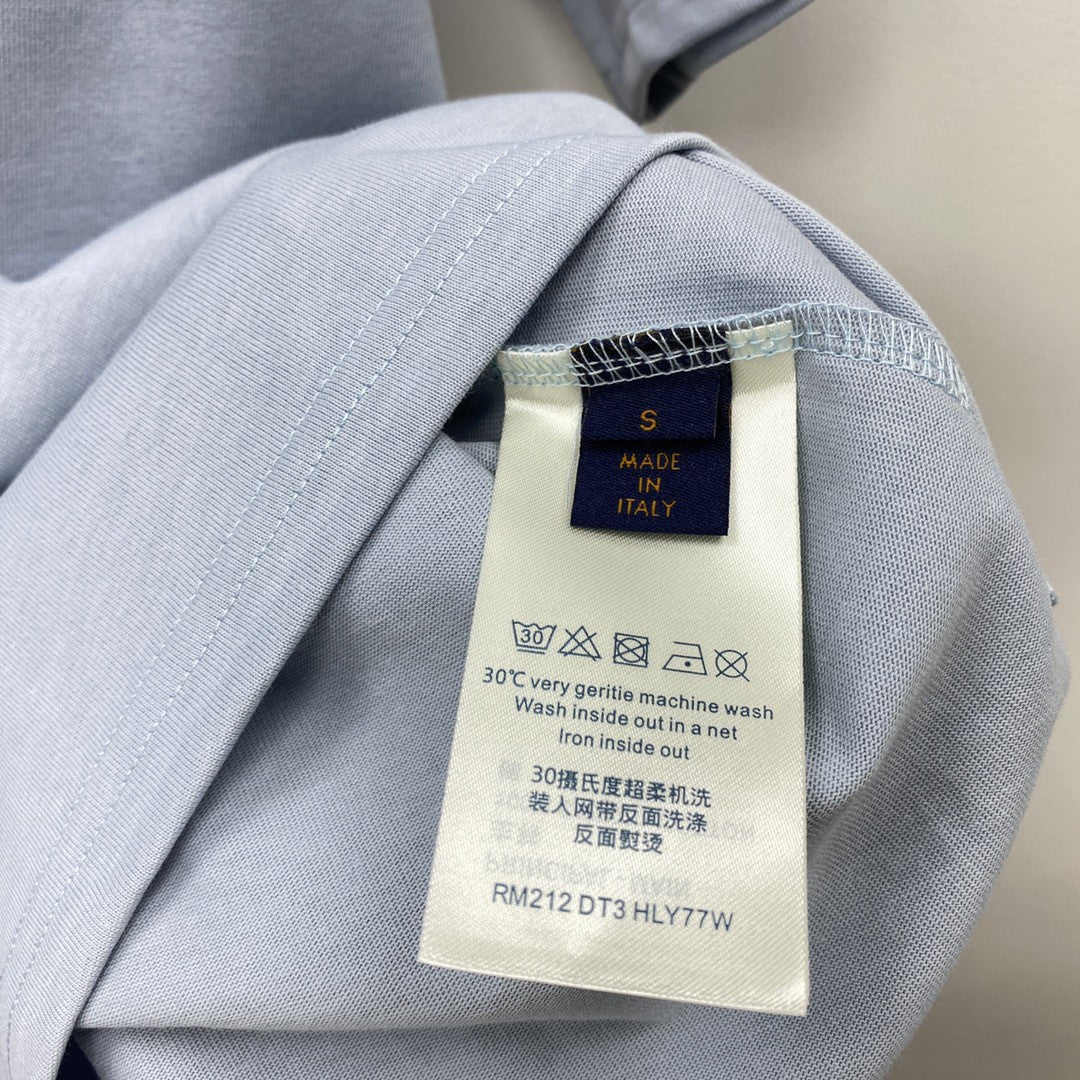 S
MADE
IN
ITALY
30
30℃ very geritie machine wash
Wash inside out in a net
Iron inside out
30摄氏度超柔机洗
装入网带反面洗涤
反面熨烫
PRINCIPAL - MAIN
RM212 DT3 HLY77W